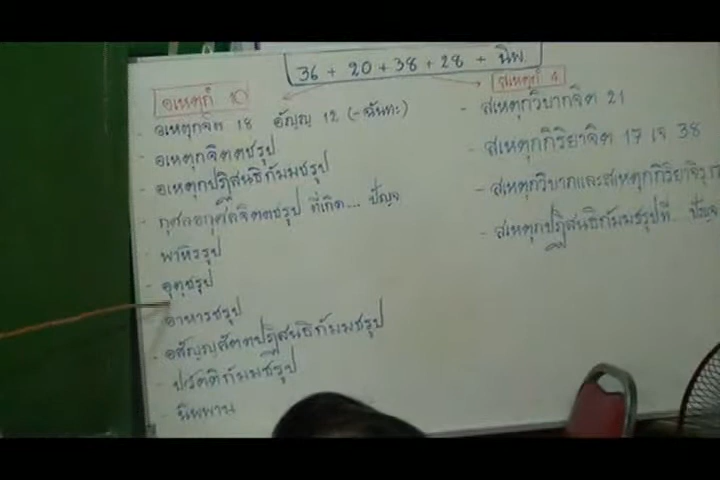 36 + 20 + 38 + 28 + นิพ.
อเหตุกํ 10
อเหตุกจิต 18 อัญญ 12 (-ฉันทะ)
อเหตุกจิตตชรูป
อเหตุกปฏิสนธิกัมมชรูป
กุศลอกุศลจิตตชรูป ที่เกิด... ปัญจ
พาหิรรูป
อุตุชรูป
อาหารชรูป
อสัญญสัตตปฏิสนธิกัมมชรูป
ปวัตติกัมมชรูป
นิพพาน
สเหตุกํ 4
- สเหตุกวิบากจิต 21
- สเหตุกกิริยาจิต 17 เจ 38
- สเหตุกวิบากและสเหตุกกิริยาจิ
- สเหตุกปฏิสนธิกัมมชรูปที่... ปัญจ